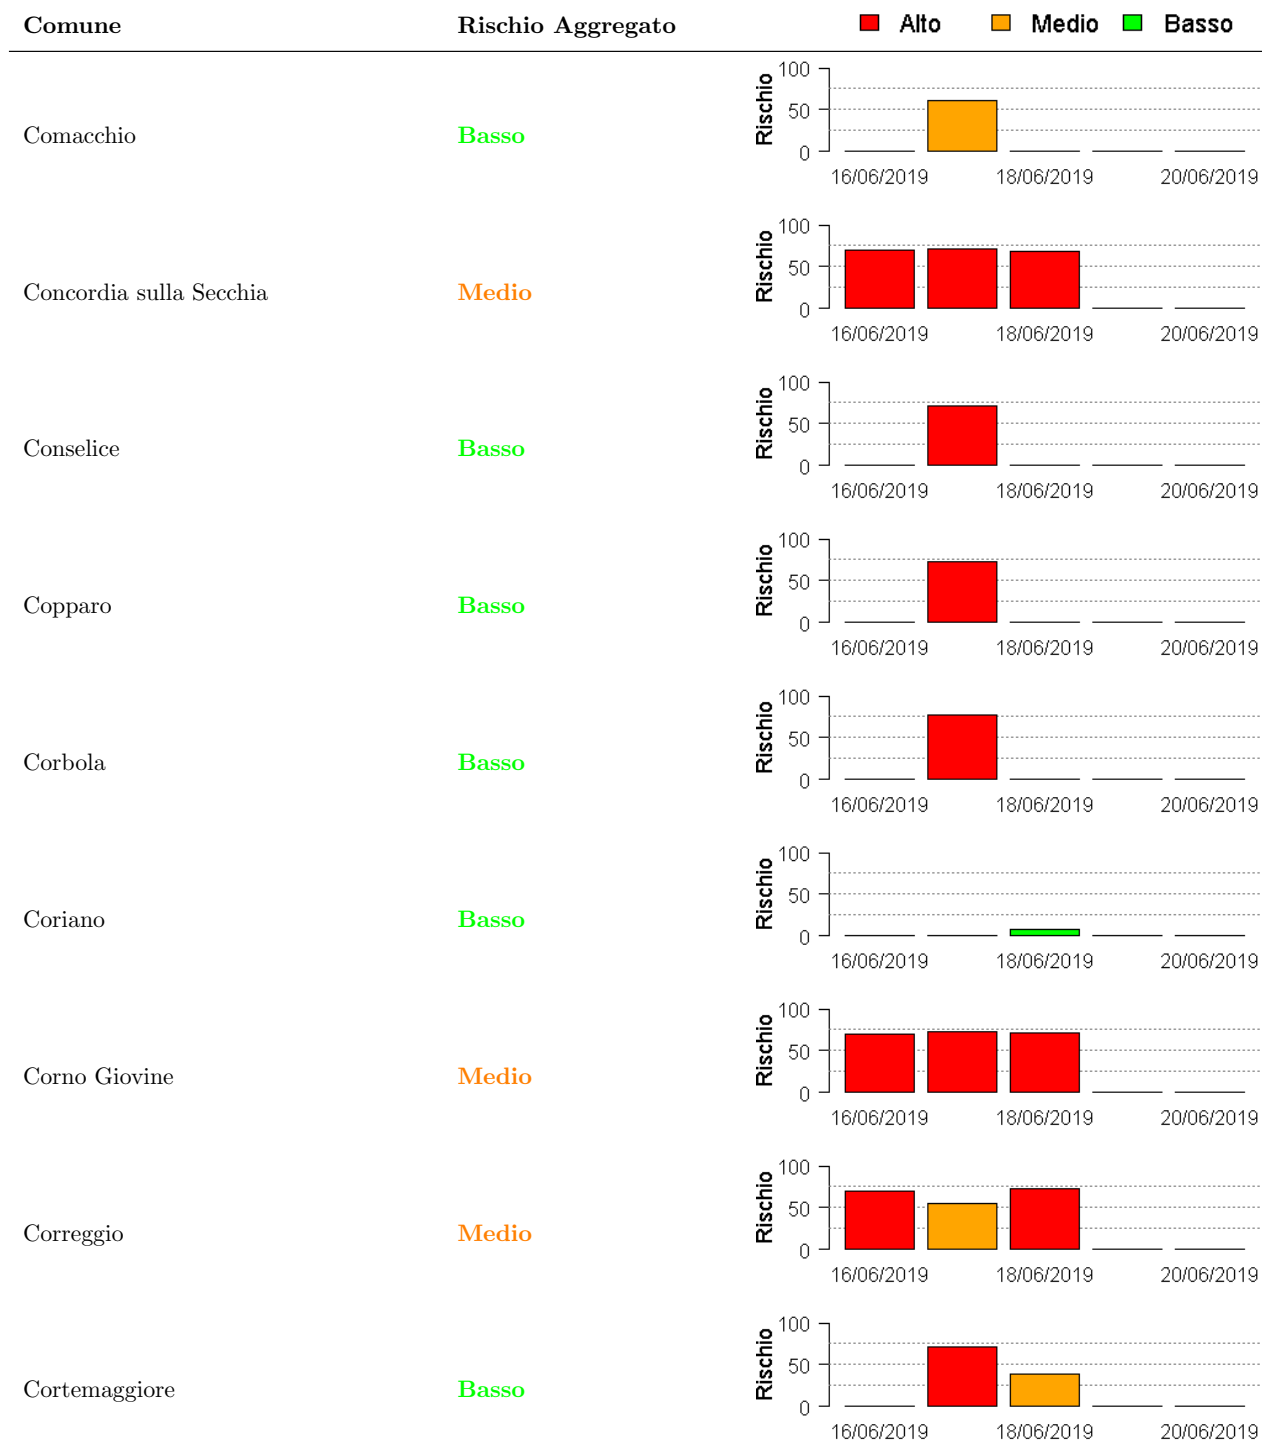 Comune Rischio Aggregato Alto Medio Basso
Comacchio Basso Rischio 100 50 0
16/06/2019 18/06/2019 20/06/2019
Concordia sulla Secchia Medio Rischio 100 50 0
16/06/2019 18/06/2019 20/06/2019
Conselice Basso Rischio 100 50 0
16/06/2019 18/06/2019 20/06/2019
Copparo Basso Rischio 100 50 0
16/06/2019 18/06/2019 20/06/2019
Corbola Basso Rischio 100 50 0
16/06/2019 18/06/2019 20/06/2019
Coriano Basso Rischio 100 50 0
16/06/2019 18/06/2019 20/06/2019
Corno Giovine Medio Rischio 100 50 0
16/06/2019 18/06/2019 20/06/2019
Correggio Medio Rischio 100 50 0
16/06/2019 18/06/2019 20/06/2019
Cortemaggiore Basso Rischio 100 50 0
16/06/2019 18/06/2019 20/06/2019